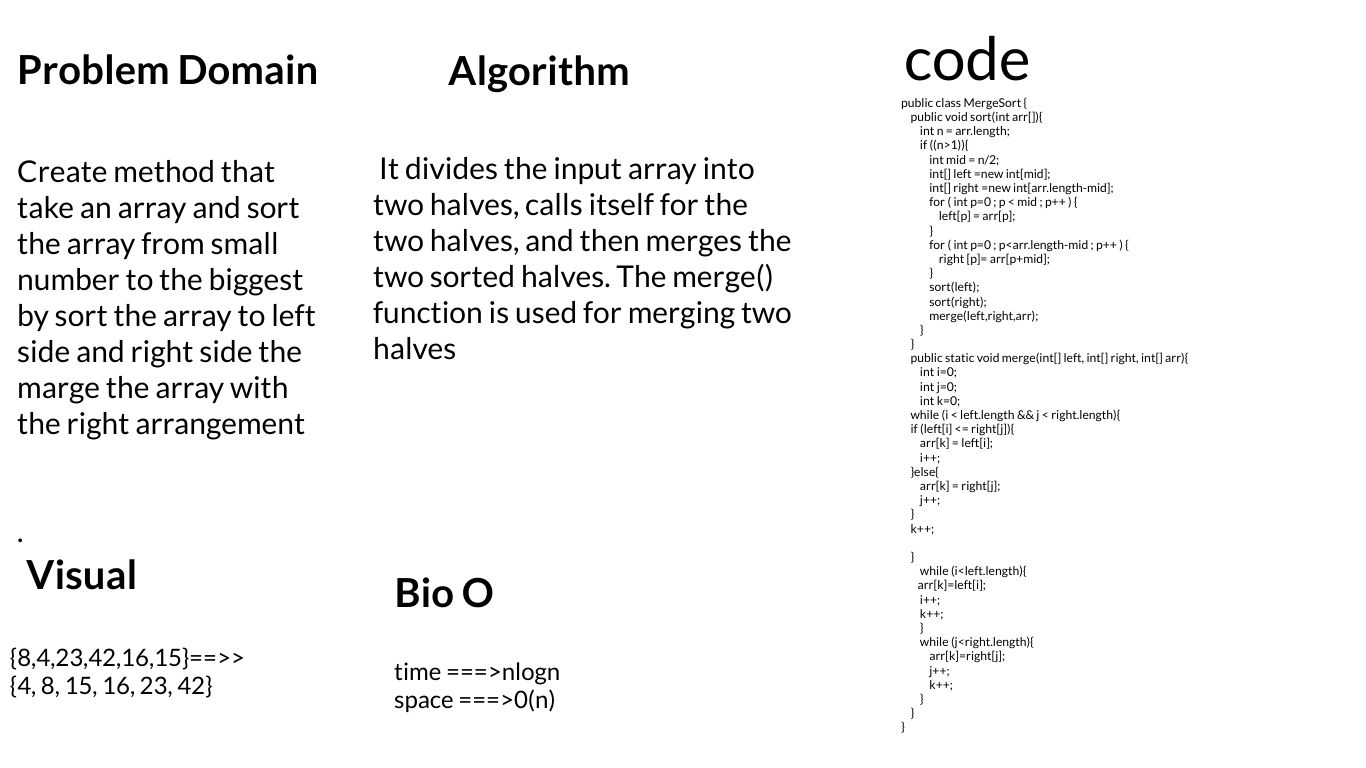 Problem Domain
Create method that
take an array and sort
the array from small
number to the biggest
by sort the array to left
side and right side the
marge the array with
the right arrangement
.
Visual
{8,4,23,42,16,15}==>>
{4, 8, 15, 16, 23, 42}
Algorithm
It divides the input array into
two halves, calls itself for the
two halves, and then merges the
two sorted halves. The merge()
function is used for merging two
halves
Bio O
time ===>nlogn
space ===>0(n)
code
public class MergeSort {
public void sort(int arr[]){
int n = arr.length;
if ((n>1)){
int mid = n/2;
int[] left =new int[mid];
int[] right =new int[arr.length-mid];
for ( int p=0 ; p < mid ; p++ ) {
left[p] = arr[p];
}
for ( int p=0 ; p<arr.length-mid ; p++ ) {
right [p]= arr[p+mid];
}
sort(left);
sort(right);
merge(left,right,arr);
}
}
public static void merge(int[] left, int[] right, int[] arr){
int i=0;
int j=0;
int k=0;
while (i < left.length && j < right.length){
if (left[i] <= right[j]){
arr[k] = left[i];
i++;
}else{
arr[k] = right[j];
j++;
}
k++;
}
while (i<left.length){
arr[k]=left[i];
i++;
k++;
}
while (j<right.length){
arr[k]=right[j];
j++;
k++;
}
}
}